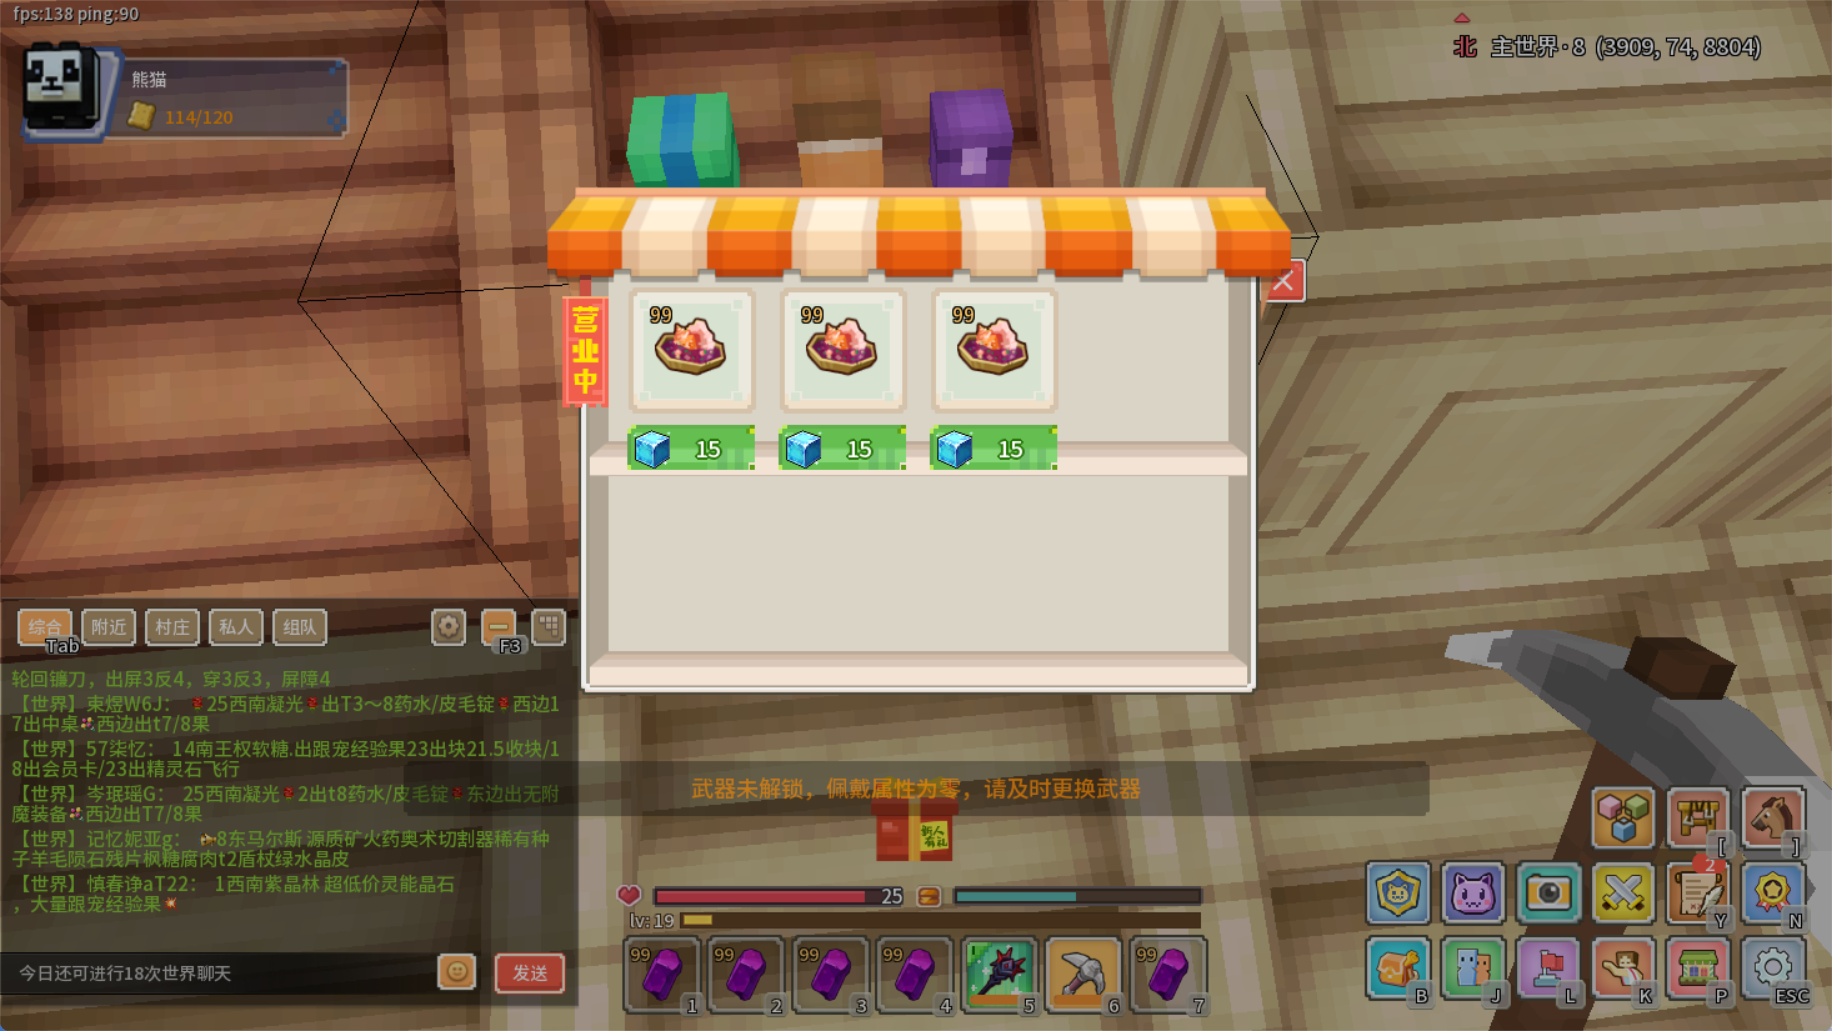 fps:138 ping:90
熊猫
114/120
北 主世界·8 (3909, 74, 8804)
营业中
99 99 99
15 15 15
综合 附近 村庄 私人 组队
Tab F3
轮回镰刀，出屏3反4，穿3反3，屏障4
【世界】束煜W6J： 25西南凝光 出T3～8药水/皮毛锭 西边1
7出中桌 西边出t7/8果
【世界】57柒忆： 14南王权软糖.出跟宠经验果23出块21.5收块/1
8出会员卡/23出精灵石飞行
【世界】岑珉瑶G： 25西南凝光 2出t8药水/皮毛锭 东边出无附
魔装备 西边出T7/8果
【世界】记忆妮亚g： 8东马尔斯 源质矿火药奥术切割器稀有种
子羊毛陨石残片枫糖腐肉t2盾杖绿水晶皮
【世界】慎春诤aT22： 1西南紫晶林 超低价灵能晶石
，大量跟宠经验果
今日还可进行18次世界聊天
发送
武器未解锁，佩戴属性为零，请及时更换武器
新人有礼
25
lv:19
99 99 99 99 99
1 2 3 4 5 6 7
[ ]
2
Y N
B J L K P ESC